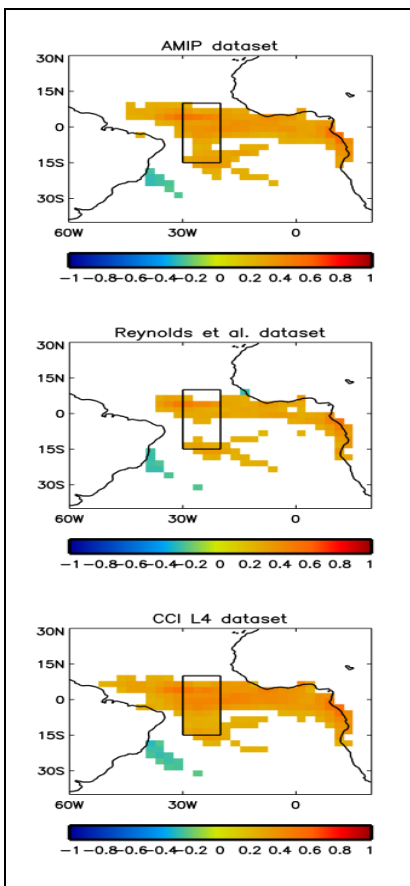 AMIP dataset
30N
15N
0
15S
30S
60W 30W 0
-1 -0.8-0.6-0.4-0.2 0 0.2 0.4 0.6 0.8 1
Reynolds et al. dataset
30N
15N
0
15S
30S
60W 30W 0
-1 -0.8-0.6-0.4-0.2 0 0.2 0.4 0.6 0.8 1
CCI L4 dataset
30N
15N
0
15S
30S
60W 30W 0
-1 -0.8-0.6-0.4-0.2 0 0.2 0.4 0.6 0.8 1